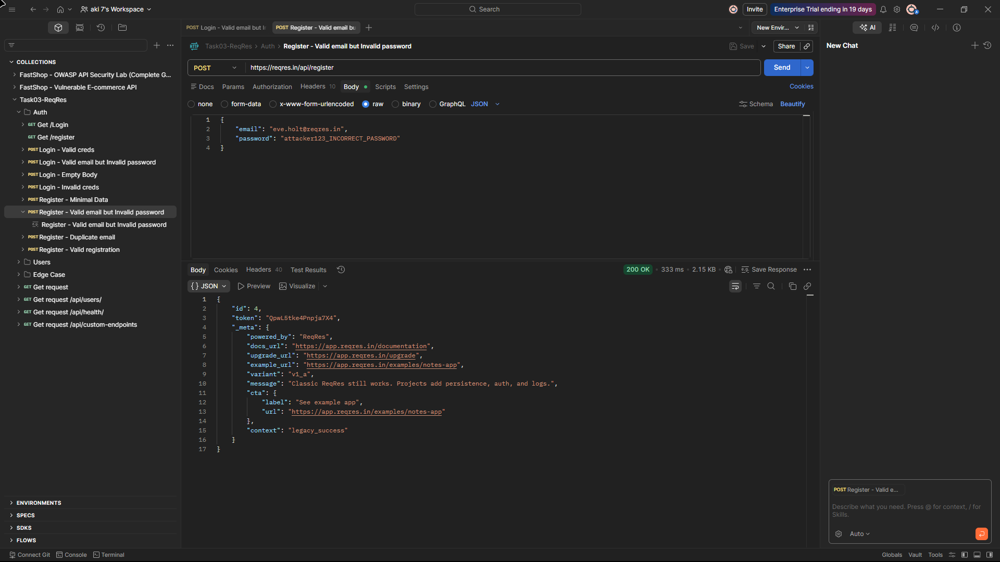 aki 7's Workspace
Search
Invite
Enterprise Trial ending in 19 days
POST Login - Valid email but I
POST Register - Valid email bu
New Envir...
AI
COLLECTIONS
FastShop - OWASP API Security Lab (Complete G...
FastShop - Vulnerable E-commerce API
Task03-ReqRes
Auth
GET Get /Login
GET Get /register
POST Login - Valid creds
POST Login - Valid email but Invalid password
POST Login - Empty Body
POST Login - Invalid creds
POST Register - Minimal Data
POST Register - Valid email but Invalid password
e.g. Register - Valid email but Invalid password
POST Register - Duplicate email
POST Register - Valid registration
Users
Edge Case
GET Get request
GET Get request /api/users/
GET Get request /api/health/
GET Get request /api/custom-endpoints
ENVIRONMENTS
SPECS
SDKS
FLOWS
HTTP Task03-ReqRes > Auth > Register - Valid email but Invalid password
Save
Share
POST https://reqres.in/api/register
Send
Docs Params Authorization Headers 10 Body Scripts Settings
Cookies
none form-data x-www-form-urlencoded raw binary GraphQL JSON
Schema Beautify
1 {
2 "email": "eve.holt@reqres.in",
3 "password": "attacker123_INCORRECT_PASSWORD"
4 }
Body Cookies Headers 40 Test Results
200 OK • 333 ms • 2.15 KB • e.g. Save Response
{} JSON Preview Visualize
1 {
2 "id": 4,
3 "token": "QpwL5tke4Pnpja7X4",
4 "_meta": {
5 "powered_by": "ReqRes",
6 "docs_url": "https://app.reqres.in/documentation",
7 "upgrade_url": "https://app.reqres.in/upgrade",
8 "example_url": "https://app.reqres.in/examples/notes-app",
9 "variant": "v1_a",
10 "message": "Classic ReqRes still works. Projects add persistence, auth, and logs.",
11 "cta": {
12 "label": "See example app",
13 "url": "https://app.reqres.in/examples/notes-app"
14 },
15 "context": "legacy_success"
16 }
17 }
New Chat
POST Register - Valid e...
Describe what you need. Press @ for context, / for
Skills.
Auto
Connect Git Console Terminal
Globals Vault Tools